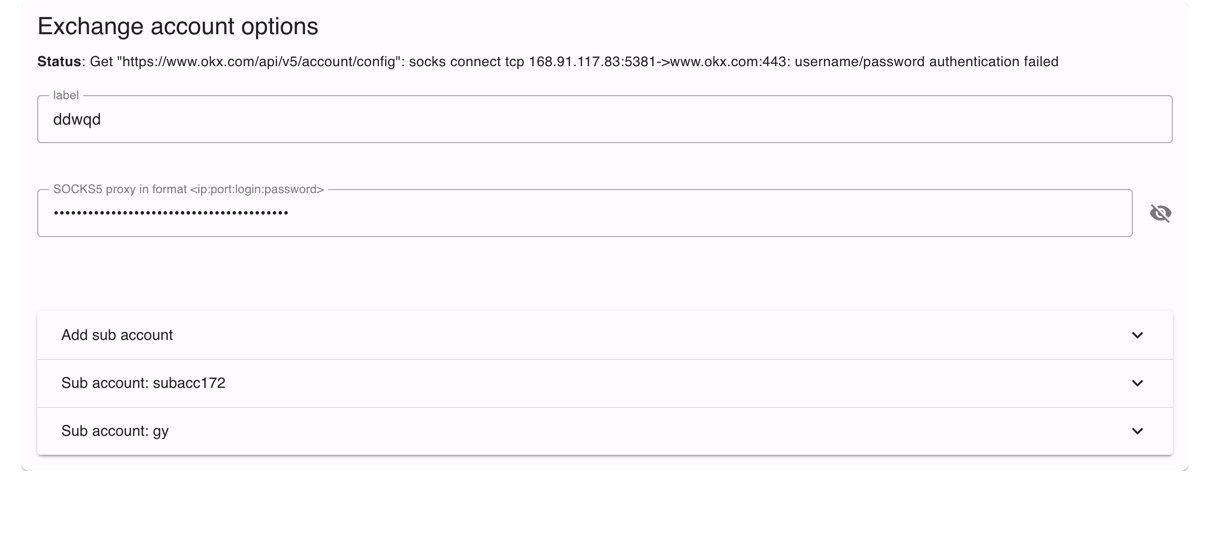 Exchange account options
Status: Get "https://www.okx.com/api/v5/account/config": socks connect tcp 168.91.117.83:5381->www.okx.com:443: username/password authentication failed
label
ddwqd
SOCKS5 proxy in format <ip:port:login:password>
••••••••••••••••••••••••••••••••••••••••••
Add sub account
Sub account: subacc172
Sub account: gy